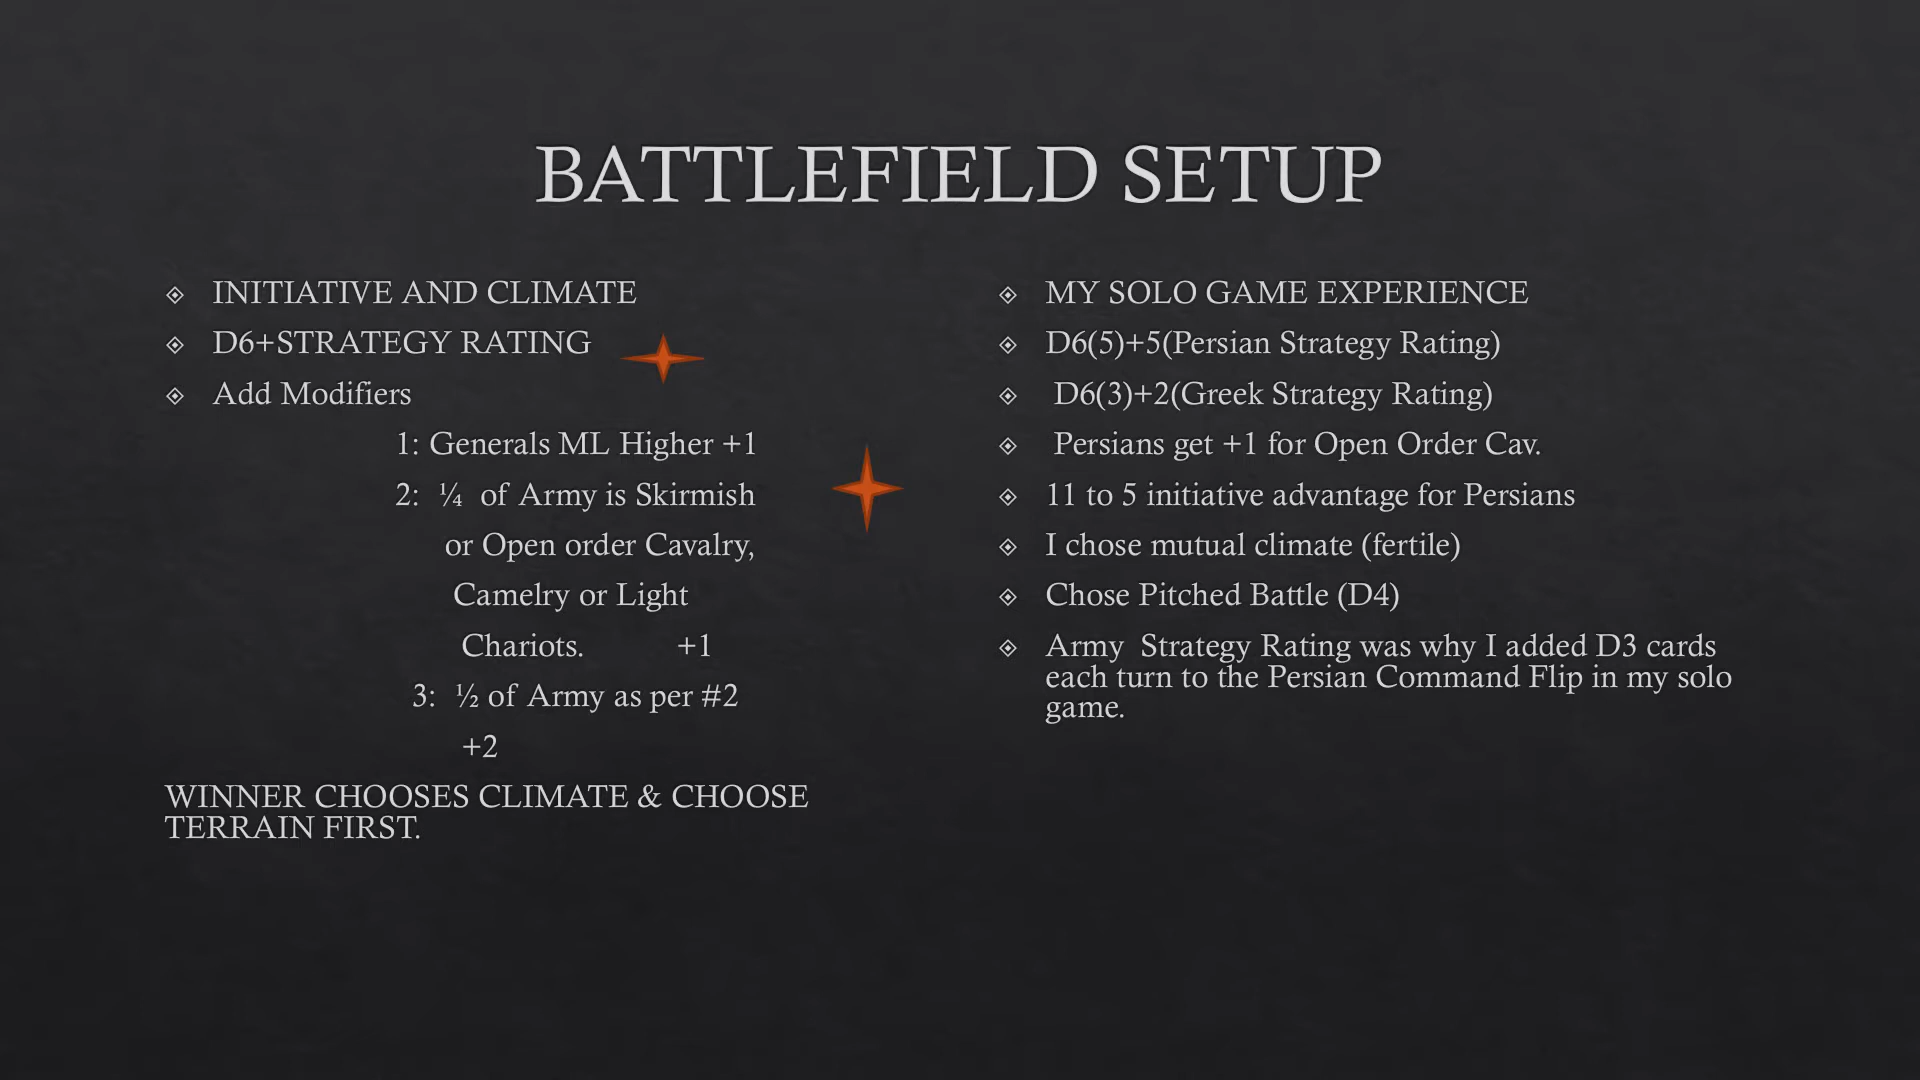 BATTLEFIELD SETUP
INITIATIVE AND CLIMATE
D6+STRATEGY RATING
Add Modifiers
1: Generals ML Higher +1
2: ¼ of Army is Skirmish
or Open order Cavalry,
Camelry or Light
Chariots. +1
3: ½ of Army as per #2
+2
WINNER CHOOSES CLIMATE & CHOOSE
TERRAIN FIRST.
MY SOLO GAME EXPERIENCE
D6(5)+5(Persian Strategy Rating)
D6(3)+2(Greek Strategy Rating)
Persians get +1 for Open Order Cav.
11 to 5 initiative advantage for Persians
I chose mutual climate (fertile)
Chose Pitched Battle (D4)
Army Strategy Rating was why I added D3 cards
each turn to the Persian Command Flip in my solo
game.